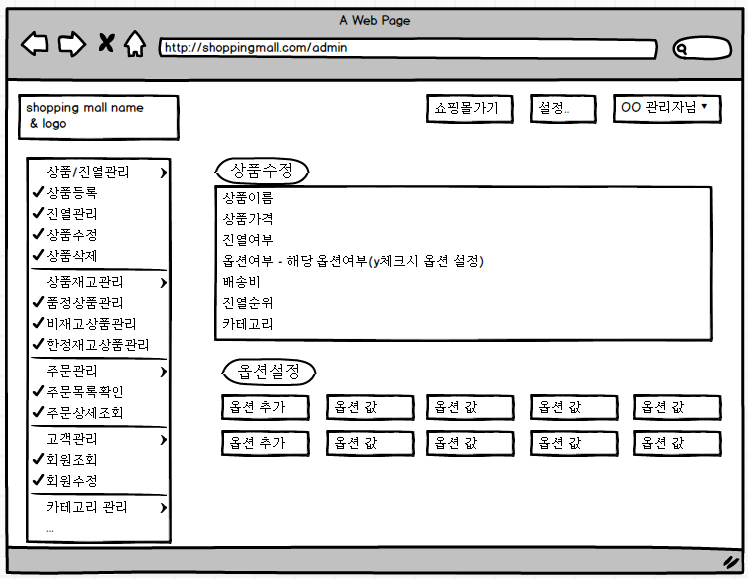 A Web Page
http://shoppingmall.com/admin
shopping mall name
& logo
쇼핑몰가기
설정..
OO 관리자님
상품/진열관리
상품등록
진열관리
상품수정
상품삭제
상품재고관리
품정상품관리
비재고상품관리
한정재고상품관리
주문관리
주문목록확인
주문상세조회
고객관리
회원조회
회원수정
카테고리 관리
...
상품수정
상품이름
상품가격
진열여부
옵션여부 - 해당 옵션여부(y체크시 옵션 설정)
배송비
진열순위
카테고리
옵션설정
옵션 추가 옵션 값 옵션 값 옵션 값 옵션 값
옵션 추가 옵션 값 옵션 값 옵션 값 옵션 값